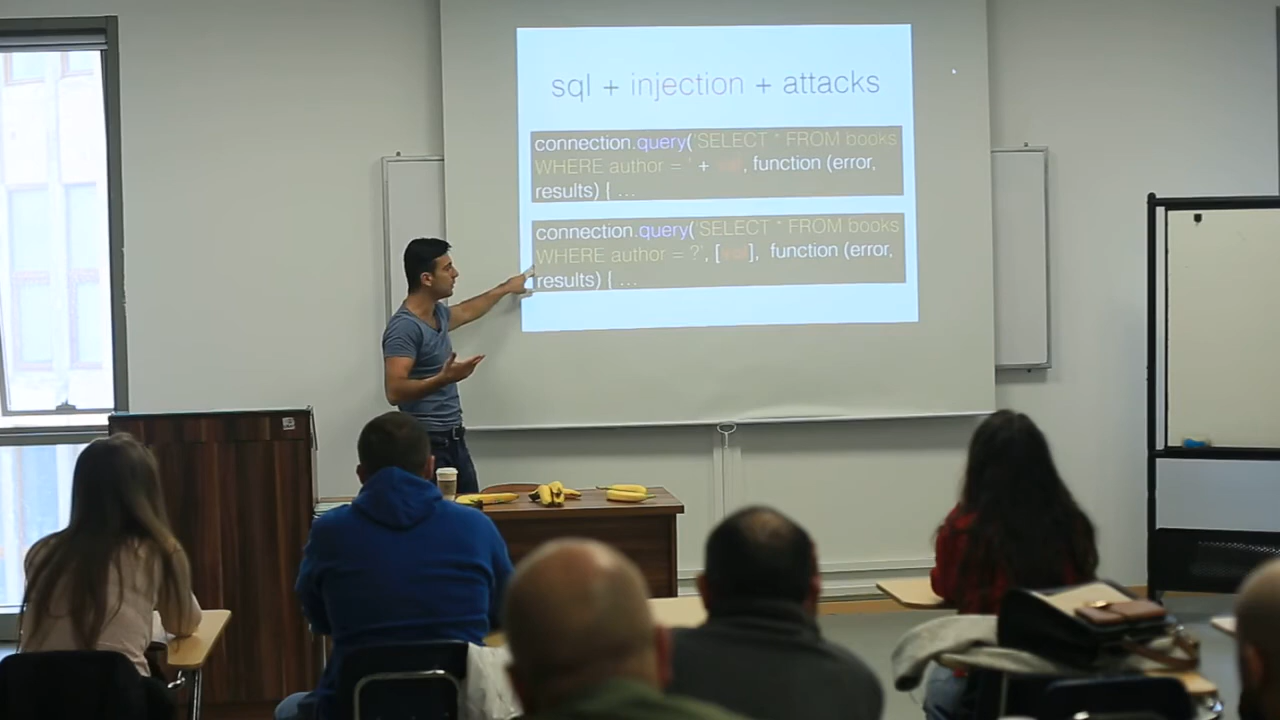 sql + injection + attacks
connection.query('SELECT * FROM books
WHERE author = ' + , function (error,
results) { ...
connection.query('SELECT * FROM books
WHERE author = ?', [sql], function (error,
results) { ...